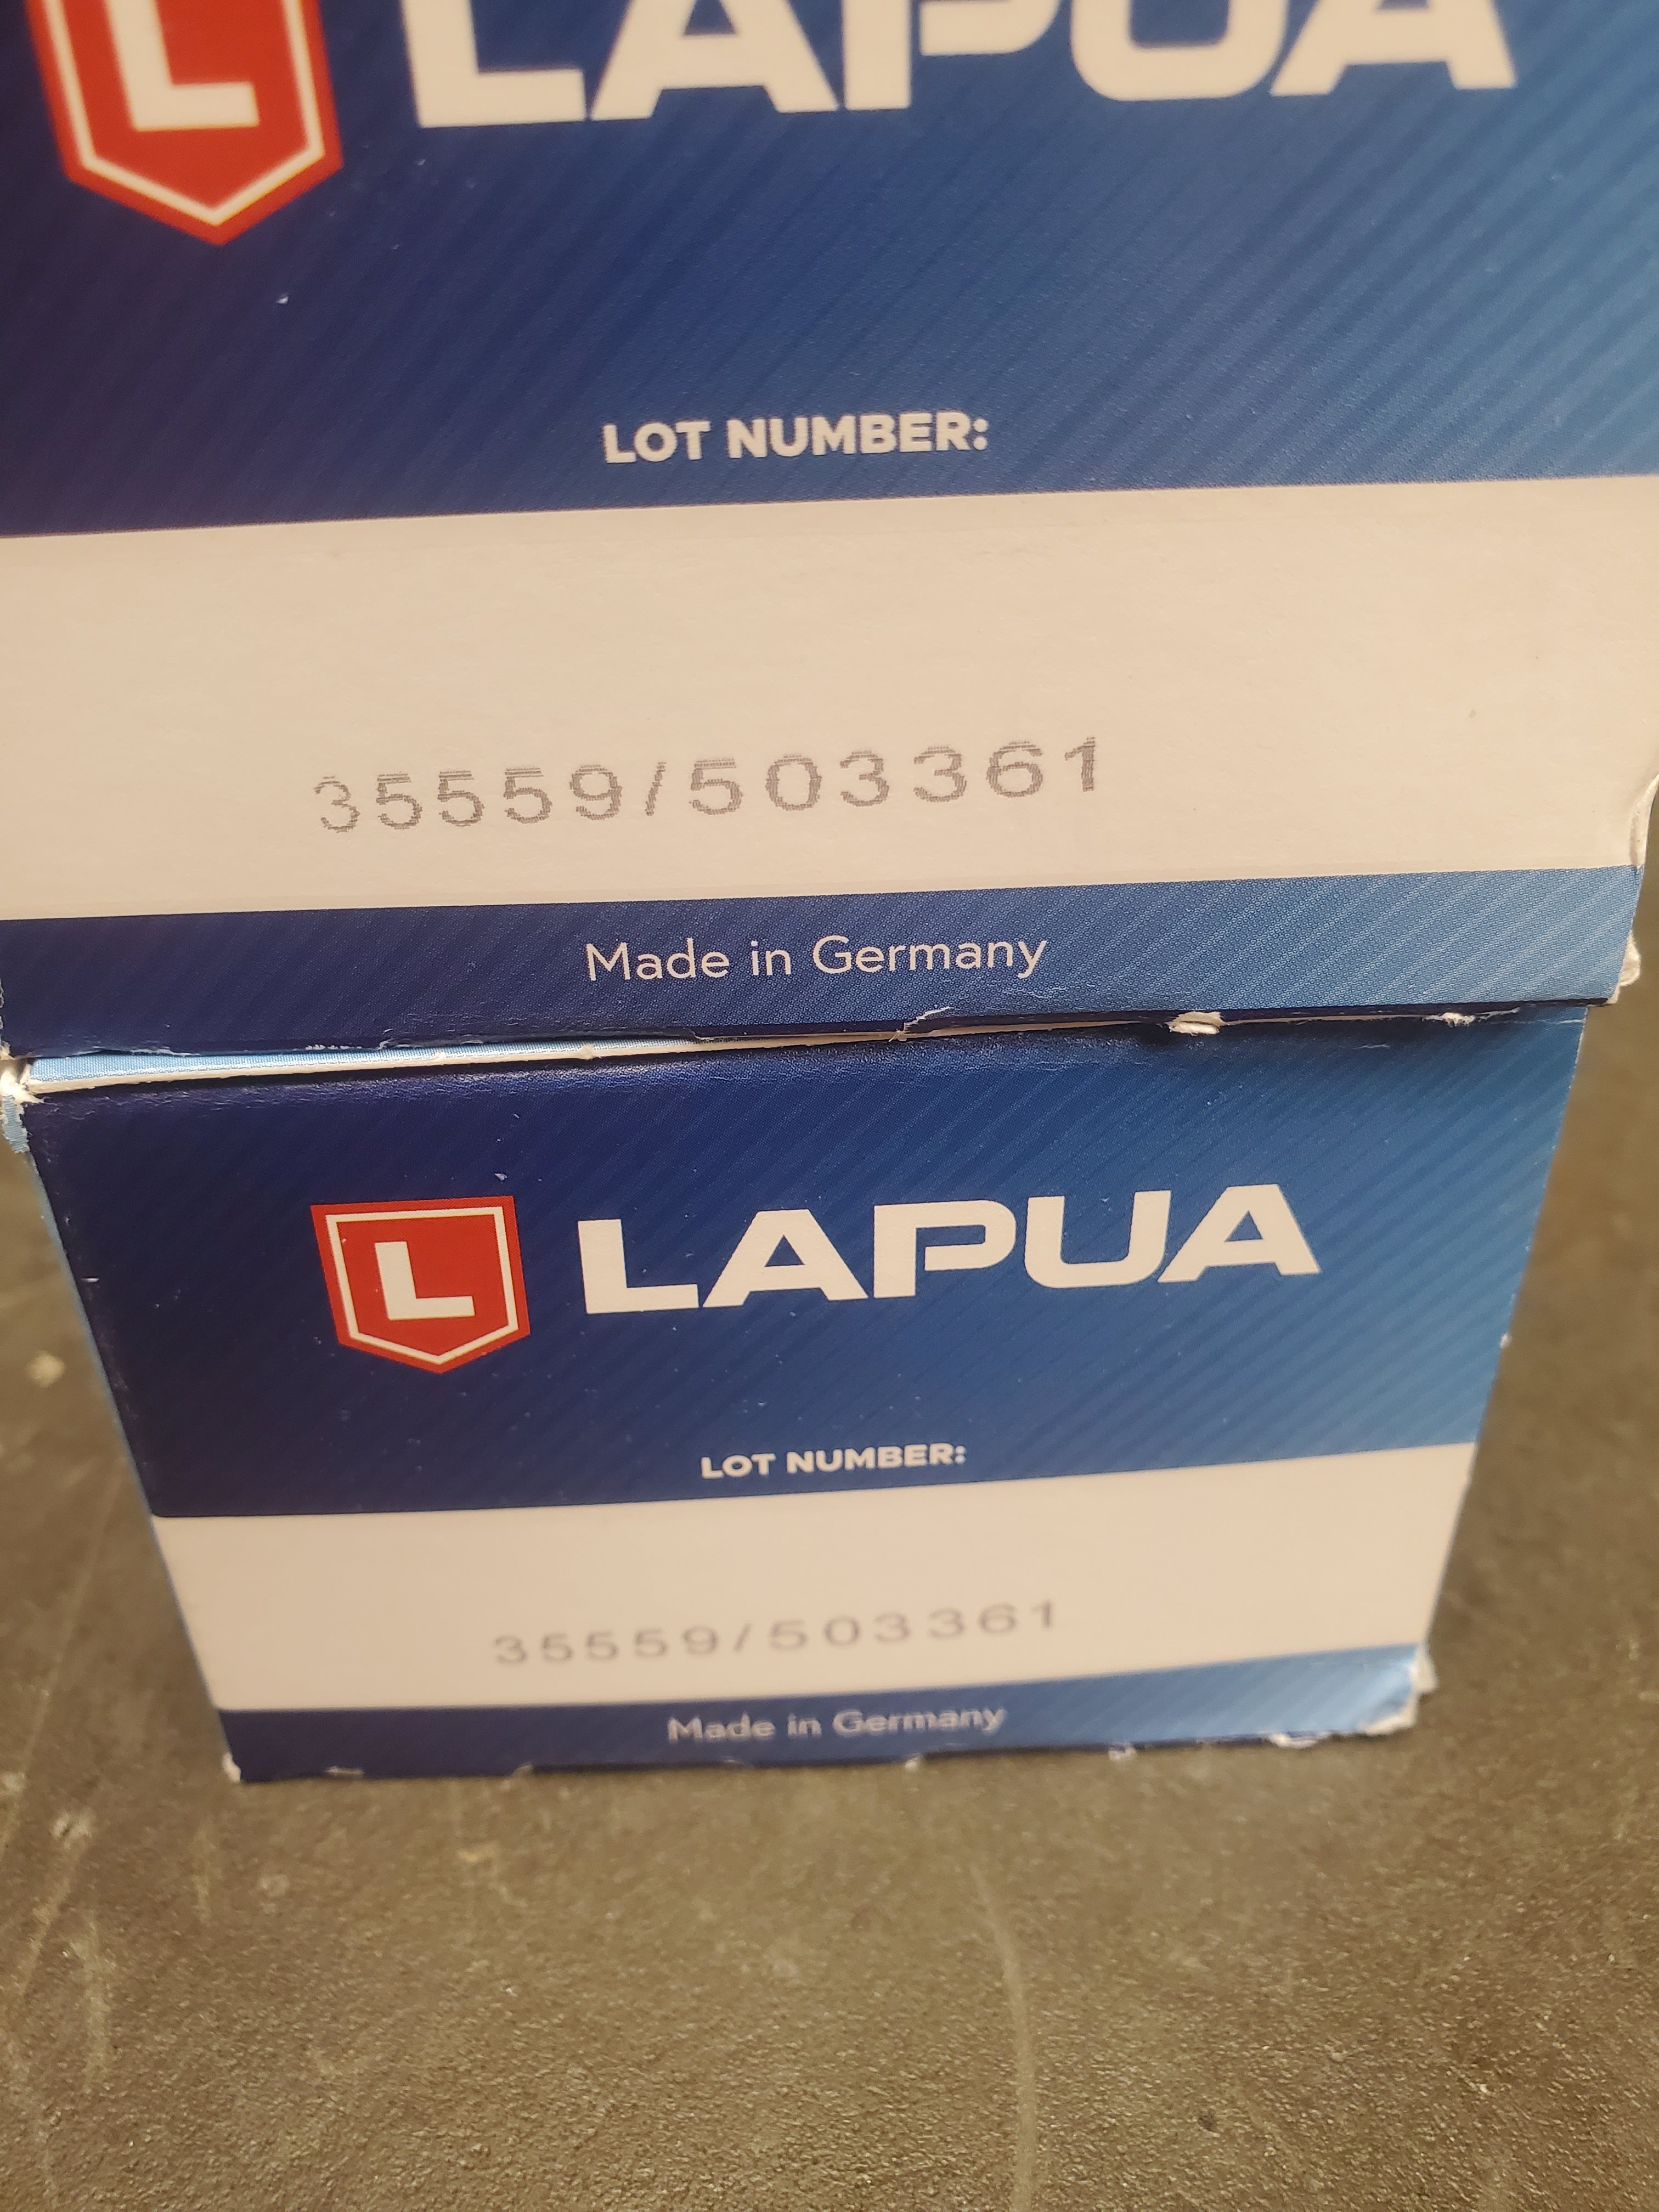 L LAPUA
LOT NUMBER:
35559/503361
Made in Germany
L LAPUA
LOT NUMBER:
35559/503361
Made in Germany